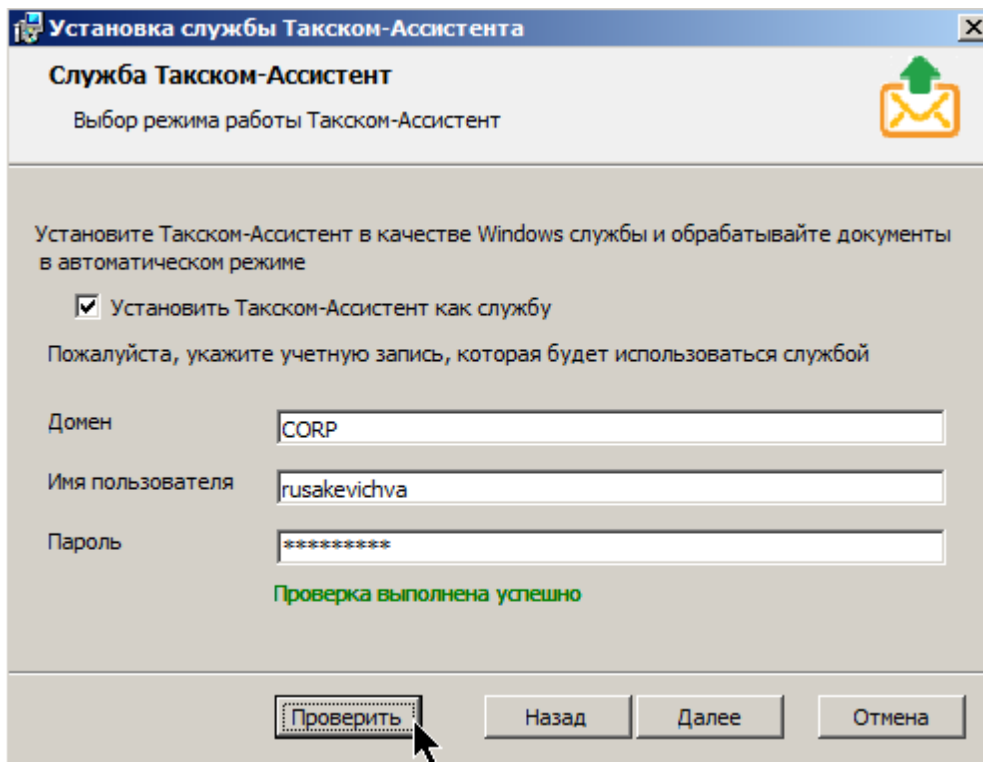 Установка службы Такском-Ассистента
Служба Такском-Ассистент
Выбор режима работы Такском-Ассистент
Установите Такском-Ассистент в качестве Windows службы и обрабатывайте документы
в автоматическом режиме
Установить Такском-Ассистент как службу
Пожалуйста, укажите учетную запись, которая будет использоваться службой
Домен CORP
Имя пользователя rusakevichva
Пароль *********
Проверка выполнена успешно
Проверить Назад Далее Отмена